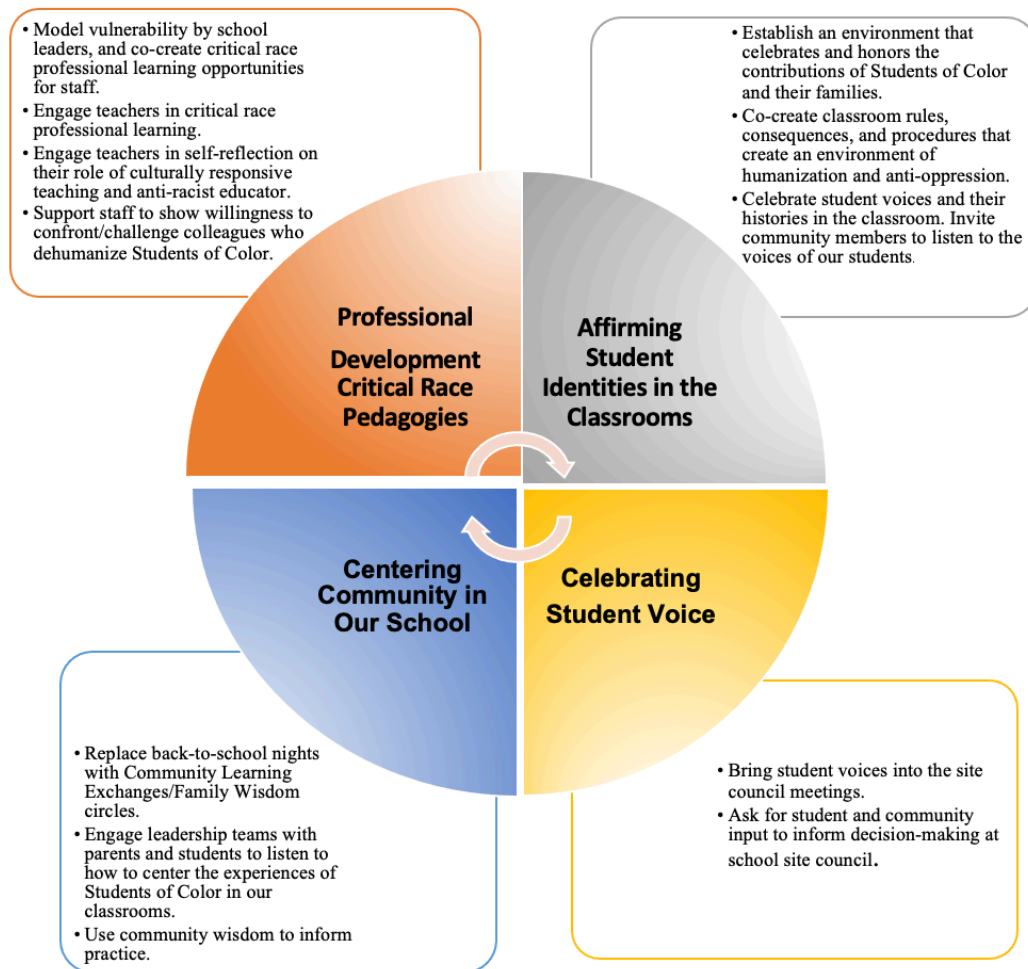 • Model vulnerability by school
leaders, and co-create critical race
professional learning opportunities
for staff.
• Engage teachers in critical race
professional learning.
• Engage teachers in self-reflection on
their role of culturally responsive
teaching and anti-racist educator.
• Support staff to show willingness to
confront/challenge colleagues who
dehumanize Students of Color.
• Establish an environment that
celebrates and honors the
contributions of Students of Color
and their families.
• Co-create classroom rules,
consequences, and procedures that
create an environment of
humanization and anti-oppression.
• Celebrate student voices and their
histories in the classroom. Invite
community members to listen to the
voices of our students.
Professional
Development
Critical Race
Pedagogies
Affirming
Student
Identities in the
Classrooms
Centering
Community in
Our School
Celebrating
Student Voice
• Replace back-to-school nights
with Community Learning
Exchanges/Family Wisdom
circles.
• Engage leadership teams with
parents and students to listen to
how to center the experiences of
Students of Color in our
classrooms.
• Use community wisdom to inform
practice.
• Bring student voices into the site
council meetings.
• Ask for student and community
input to inform decision-making at
school site council.